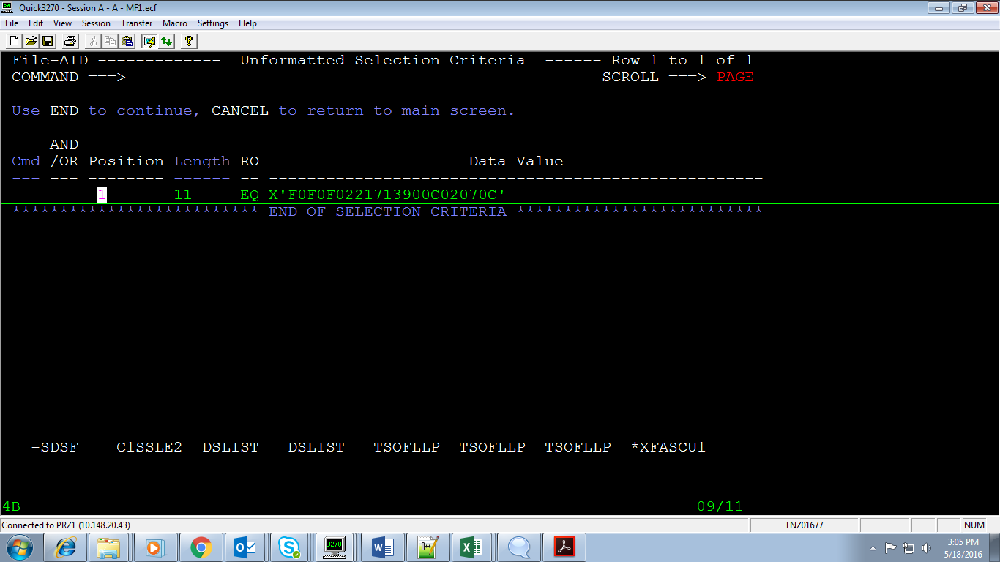 Quick3270 - Session A - A - MF1.ecf
File Edit View Session Transfer Macro Settings Help
File-AID ------------- Unformatted Selection Criteria ------ Row 1 to 1 of 1
COMMAND ===> SCROLL ===> PAGE
Use END to continue, CANCEL to return to main screen.
AND
Cmd /OR Position Length RO Data Value
--- --- -------- ------ -- ----------------------------------------------------
___ 1 11 EQ X'F0F0F0221713900C02070C'
************************** END OF SELECTION CRITERIA **************************
-SDSF C1SSLE2 DSLIST DSLIST TSOFLLP TSOFLLP TSOFLLP *XFASCU1
4B 09/11
Connected to PRZ1 (10.148.20.43) TNZ01677 NUM
3:05 PM
5/18/2016